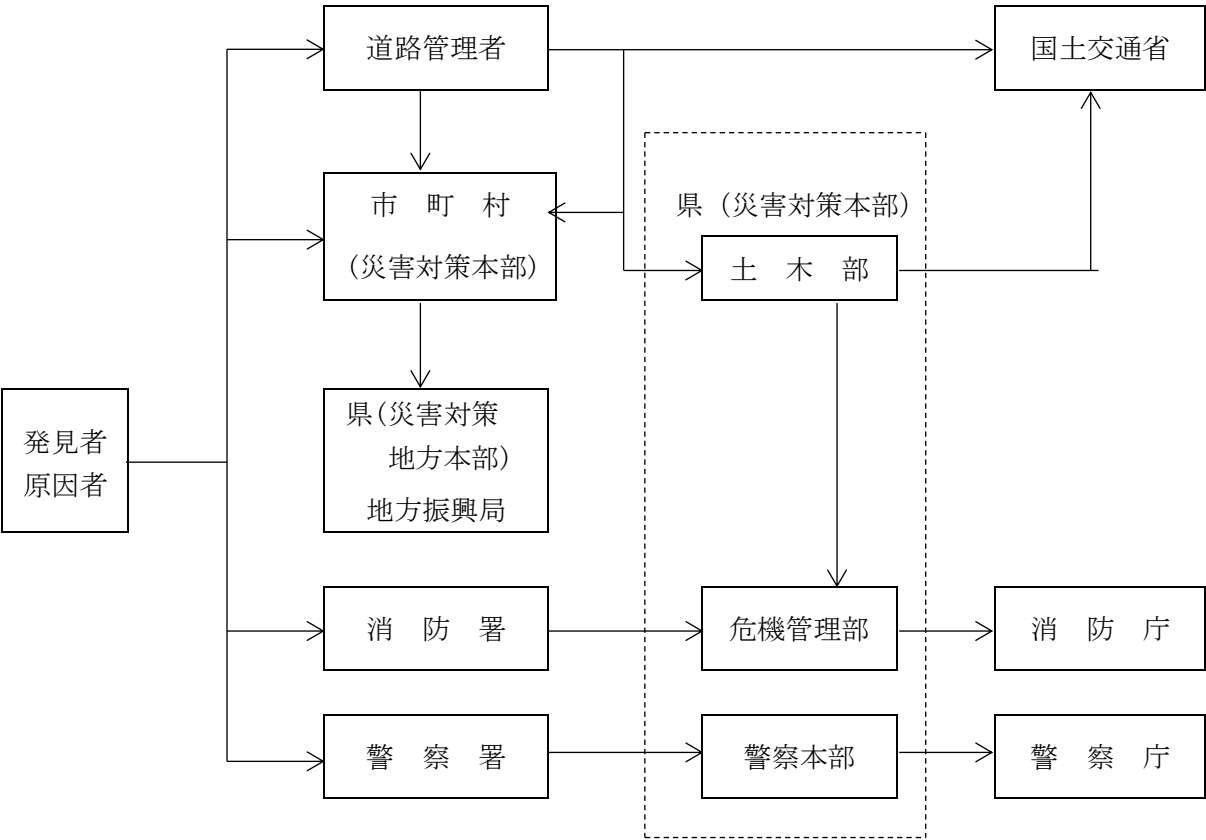 道路管理者
国土交通省
市　町　村
(災害対策本部)
県（災害対策本部）
土　木　部
発見者
原因者
県(災害対策
地方本部)
地方振興局
消　防　署
危機管理部
消　防　庁
警　察　署
警察本部
警　察　庁